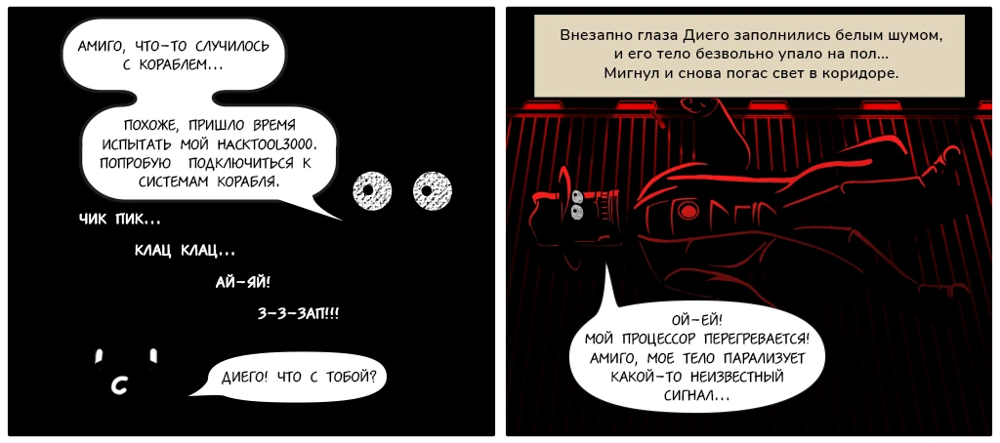 АМИГО, ЧТО-ТО СЛУЧИЛОСЬ
С КОРАБЛЕМ...
ПОХОЖЕ, ПРИШЛО ВРЕМЯ
ИСПЫТАТЬ МОЙ HACKTOOL3000.
ПОПРОБУЮ ПОДКЛЮЧИТЬСЯ К
СИСТЕМАМ КОРАБЛЯ.
ЧИК ПИК...
КЛАЦ КЛАЦ...
АЙ-ЯЙ!
З-З-ЗАП!!!
ДИЕГО! ЧТО С ТОБОЙ?
Внезапно глаза Диего заполнились белым шумом,
и его тело безвольно упало на пол...
Мигнул и снова погас свет в коридоре.
ОЙ-ЕЙ!
МОЙ ПРОЦЕССОР ПЕРЕГРЕВАЕТСЯ!
АМИГО, МОЕ ТЕЛО ПАРАЛИЗУЕТ
КАКОЙ-ТО НЕИЗВЕСТНЫЙ
СИГНАЛ...